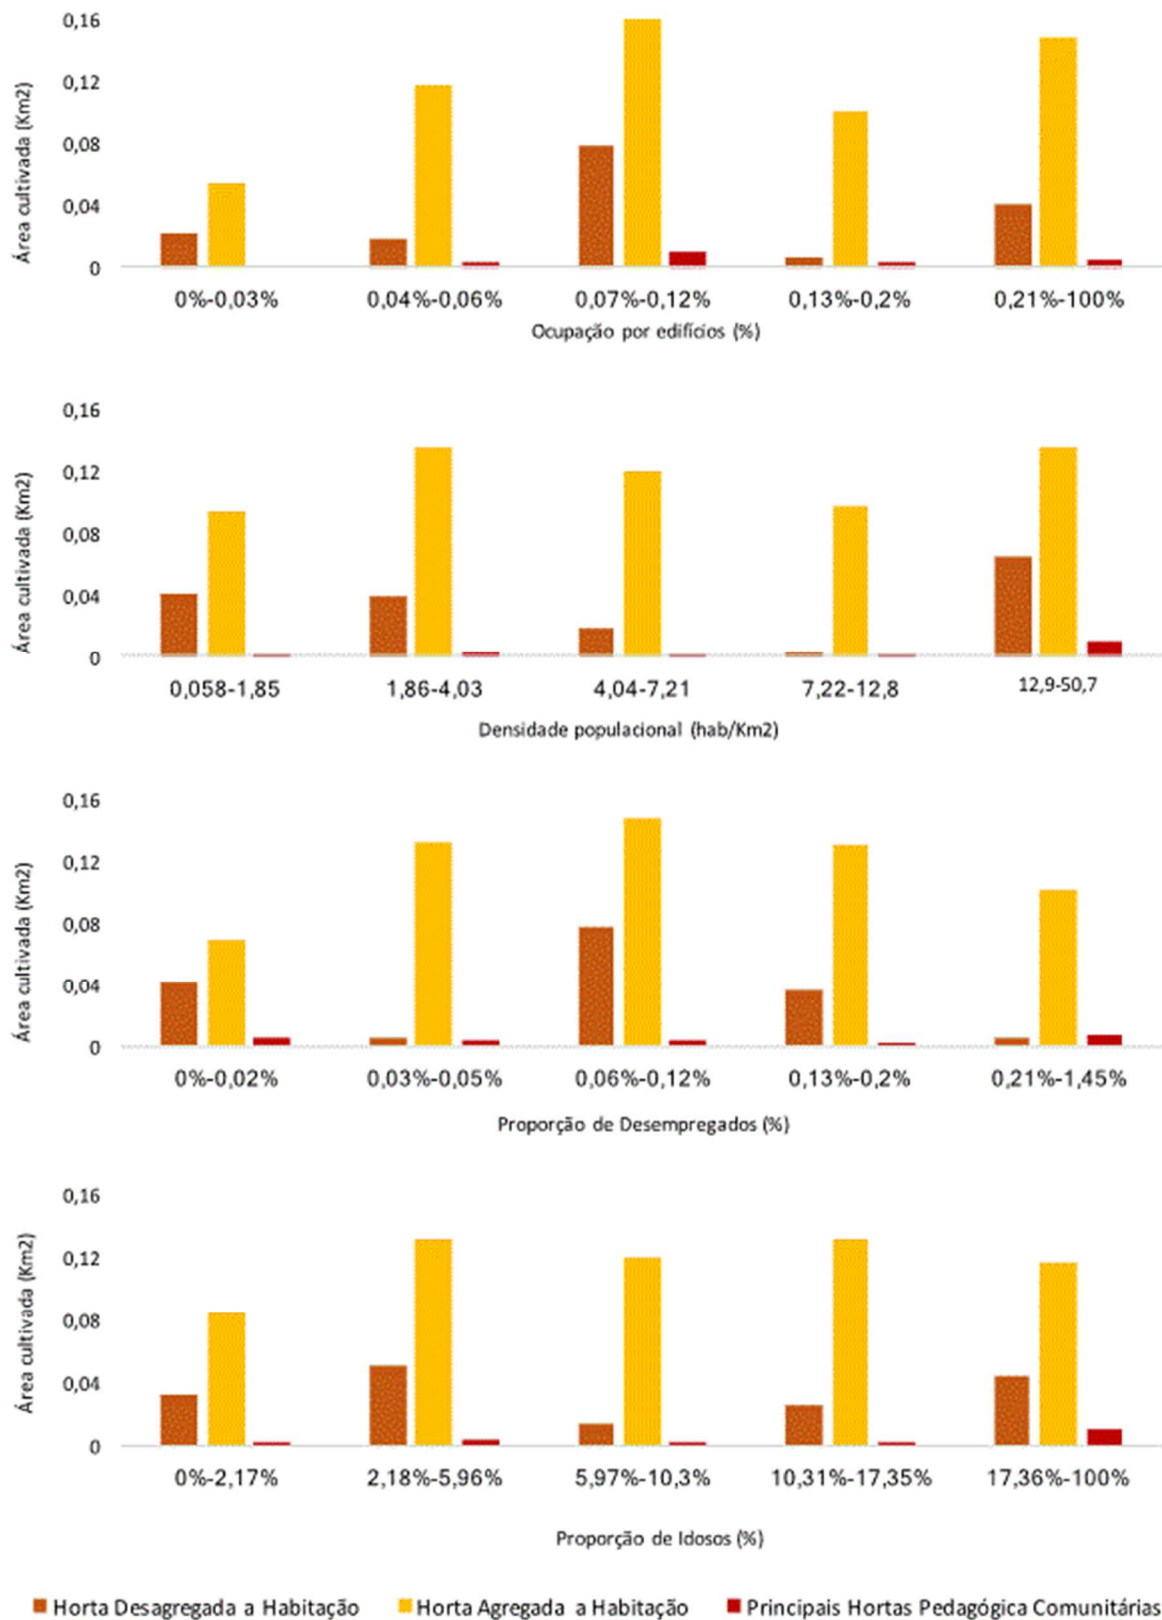 Área cultivada (Km2)
0,16
0,12
0,08
0,04
0
0%-0,03% 0,04%-0,06% 0,07%-0,12% 0,13%-0,2% 0,21%-100%
Ocupação por edifícios (%)
Área cultivada (Km2)
0,16
0,12
0,08
0,04
0
0,058-1,85 1,86-4,03 4,04-7,21 7,22-12,8 12,9-50,7
Densidade populacional (hab/Km2)
Área cultivada (Km2)
0,16
0,12
0,08
0,04
0
0%-0,02% 0,03%-0,05% 0,06%-0,12% 0,13%-0,2% 0,21%-1,45%
Proporção de Desempregados (%)
Área cultivada (Km2)
0,16
0,12
0,08
0,04
0
0%-2,17% 2,18%-5,96% 5,97%-10,3% 10,31%-17,35% 17,36%-100%
Proporção de Idosos (%)
Horta Desagregada a Habitação Horta Agregada a Habitação Principais Hortas Pedagógica Comunitárias